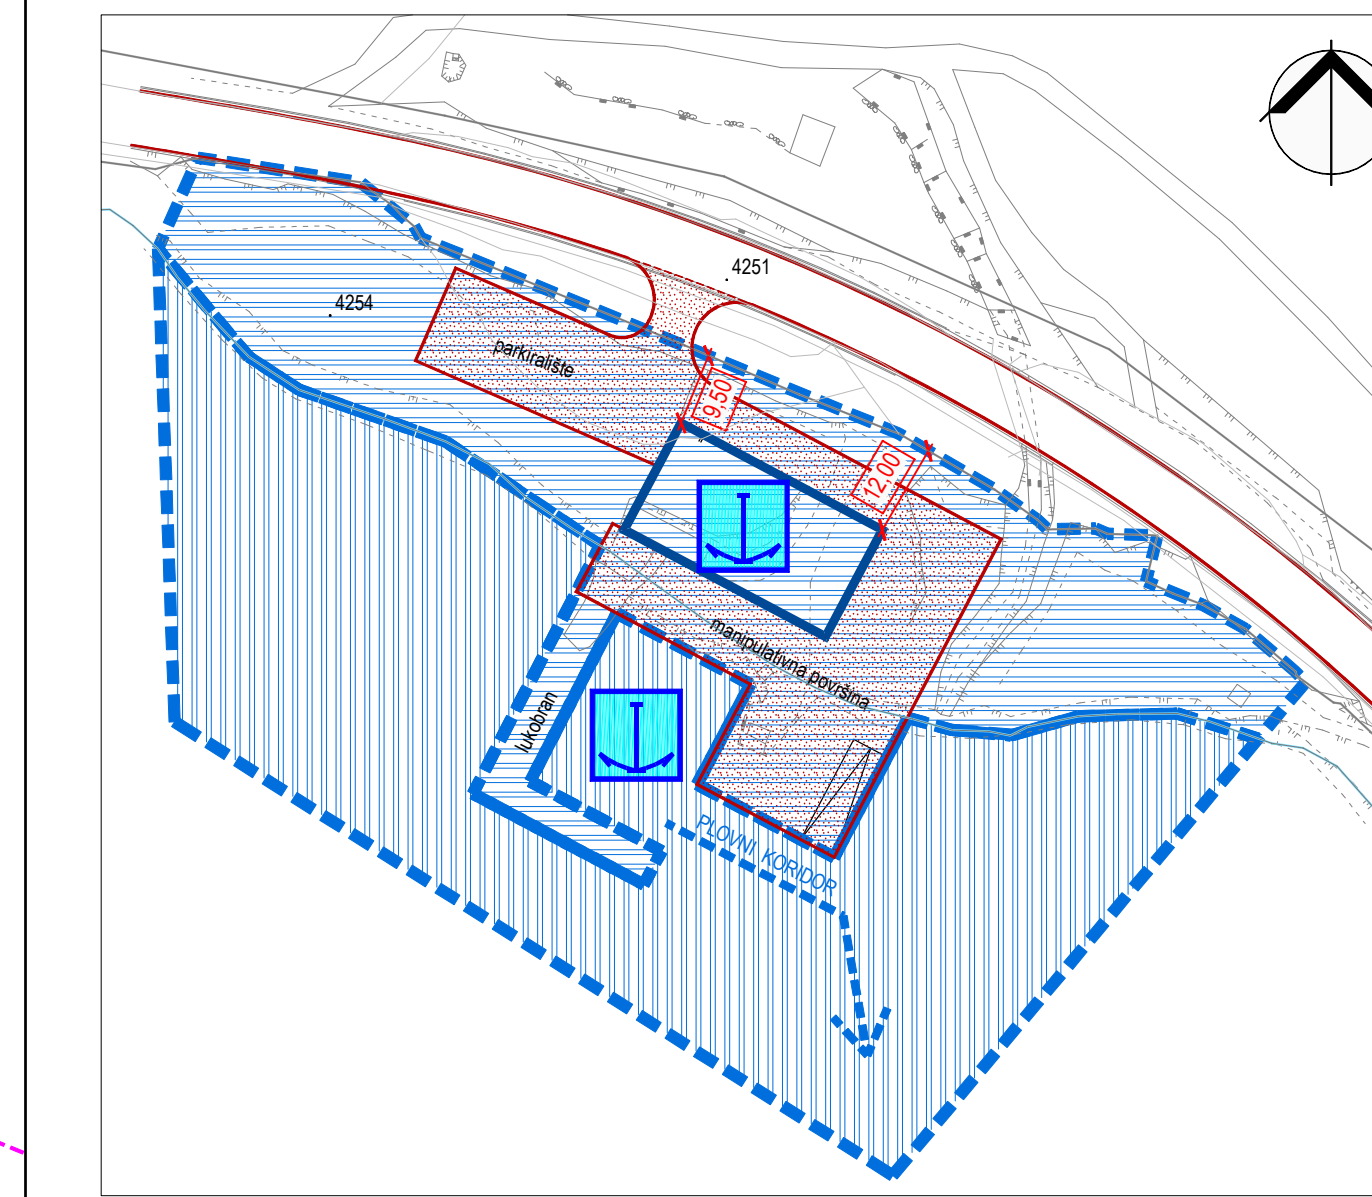 4251
4254
parkiralište
9,50
12,00
manipulativna površina
lukobran
PLOVNI KORIDOR